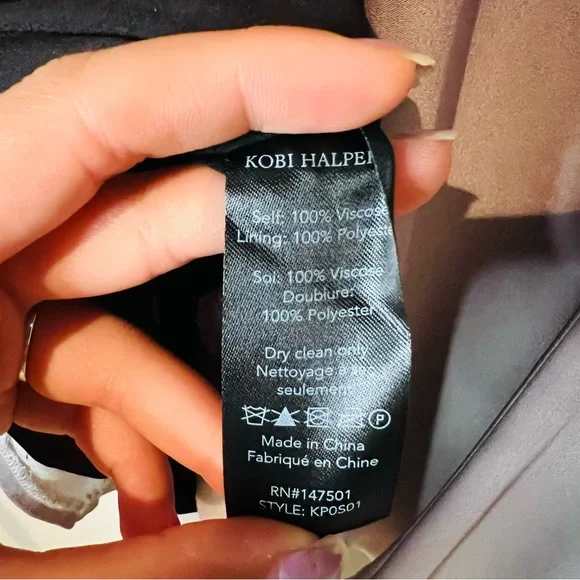 KOBI HALPE
Self: 100% Viscose
Lining: 100% Polyeste
Soi: 100% Viscose
Doublure:
100% Polyester
Dry clean only
Nettoyage à
seulement
P
Made in China
Fabriqué en Chine
RN#147501
STYLE: KP0S01